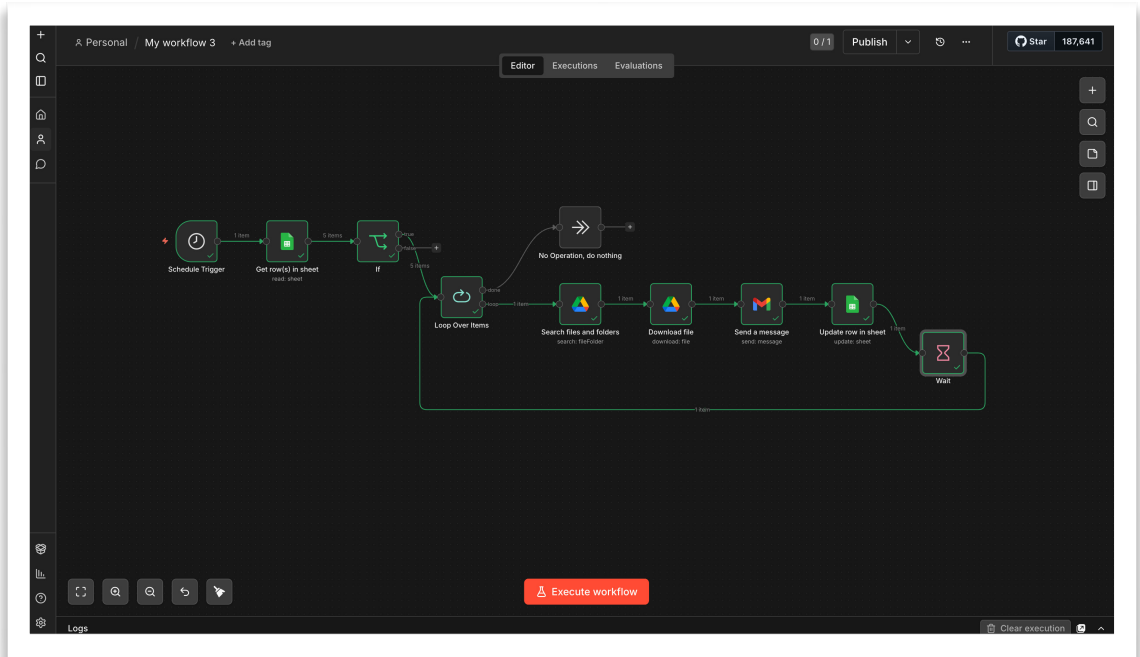 Personal / My workflow 3 + Add tag
0 / 1 Publish
Star 187,641
Editor Executions Evaluations
Schedule Trigger
1 item
Get row(s) in sheet
read: sheet
5 items
If
true
false
5 items
Loop Over Items
done
loop
No Operation, do nothing
1 item
Search files and folders
search: fileFolder
1 item
Download file
download: file
1 item
Send a message
send: message
1 item
Update row in sheet
update: sheet
1 item
Wait
1 item
Execute workflow
Logs
Clear execution